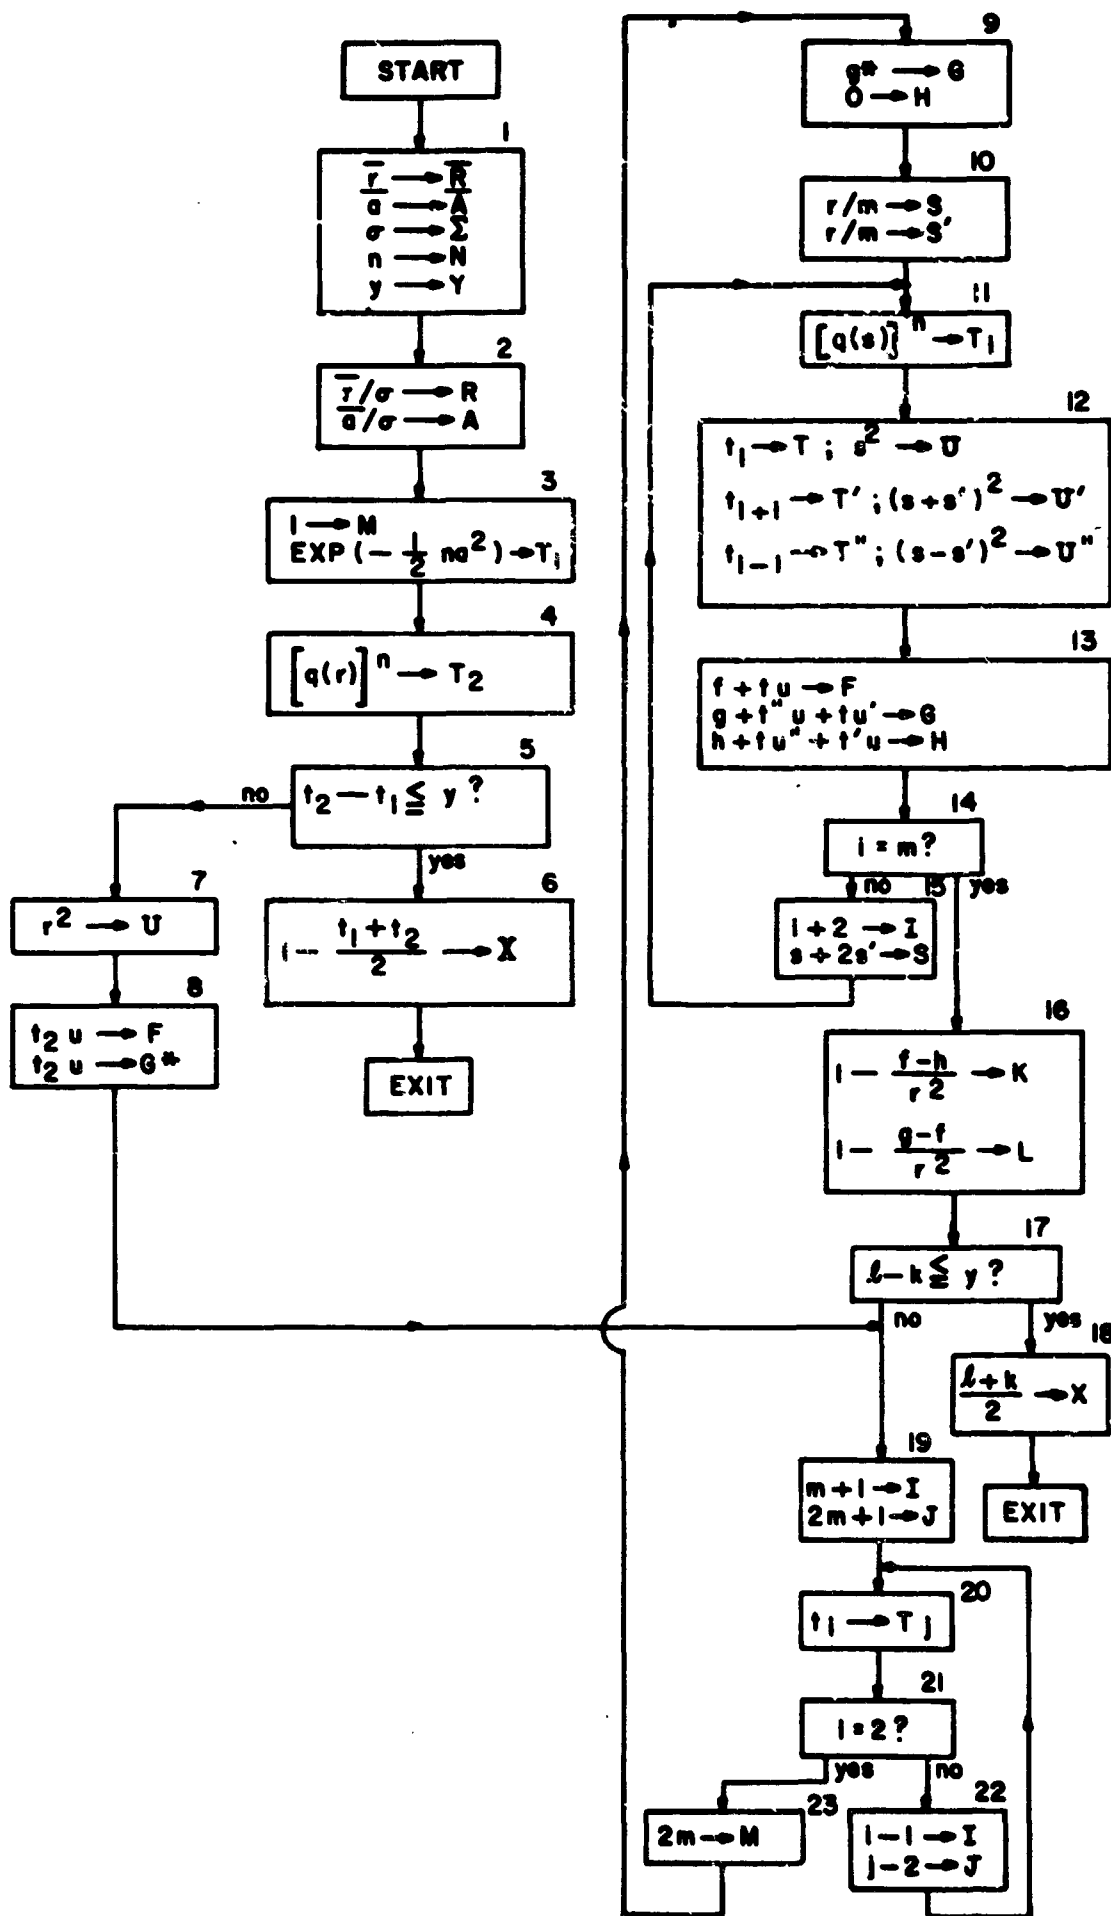 START
1
r̅ → R̅
a̅ → A̅
σ → Σ
n → N
y → Y
2
r̅/σ → R
a̅/σ → A
3
1 → M
EXP (- 1/2 na²) → T₁
4
[q(r)]ⁿ → T₂
5
t₂ — t₁ ≦ y ?
no
yes
6
1 — (t₁ + t₂)/2 → X
EXIT
7
r² → U
8
t₂ u → F
t₂ u → G*
9
g* → G
0 → H
10
r/m → S
r/m → S′
11
[q(s)]ⁿ → Tᵢ
12
tᵢ → T ; s² → U
tᵢ₊₁ → T′ ; (s + s′)² → U′
tᵢ₋₁ → T″ ; (s – s′)² → U″
13
f + tu → F
g + t″u + tu′ → G
h + tu″ + t′u → H
14
i = m?
no
yes
15
i + 2 → I
s + 2s′ → S
16
1 — (f – h)/r² → K
1 — (g – f)/r² → L
17
ℓ – k ≦ y ?
no
yes
18
(ℓ + k)/2 → X
EXIT
19
m + 1 → I
2m + 1 → J
20
tᵢ → Tⱼ
21
i = 2 ?
yes
no
22
i – 1 → I
j – 2 → J
23
2m → M